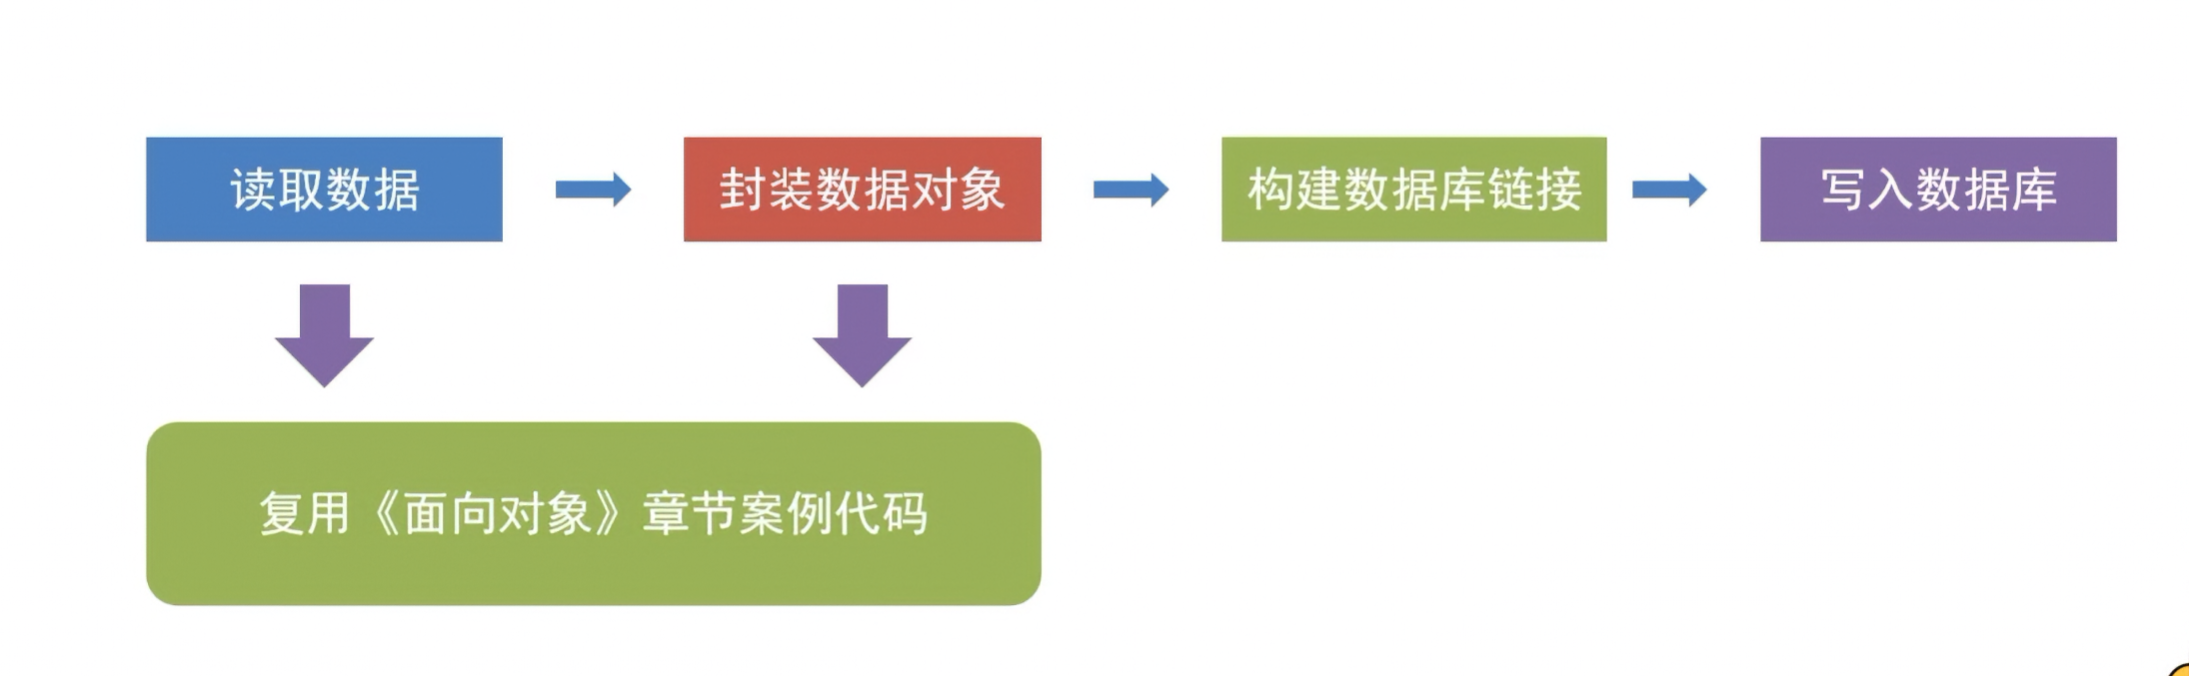 读取数据
封装数据对象
构建数据库链接
写入数据库
复用《面向对象》章节案例代码